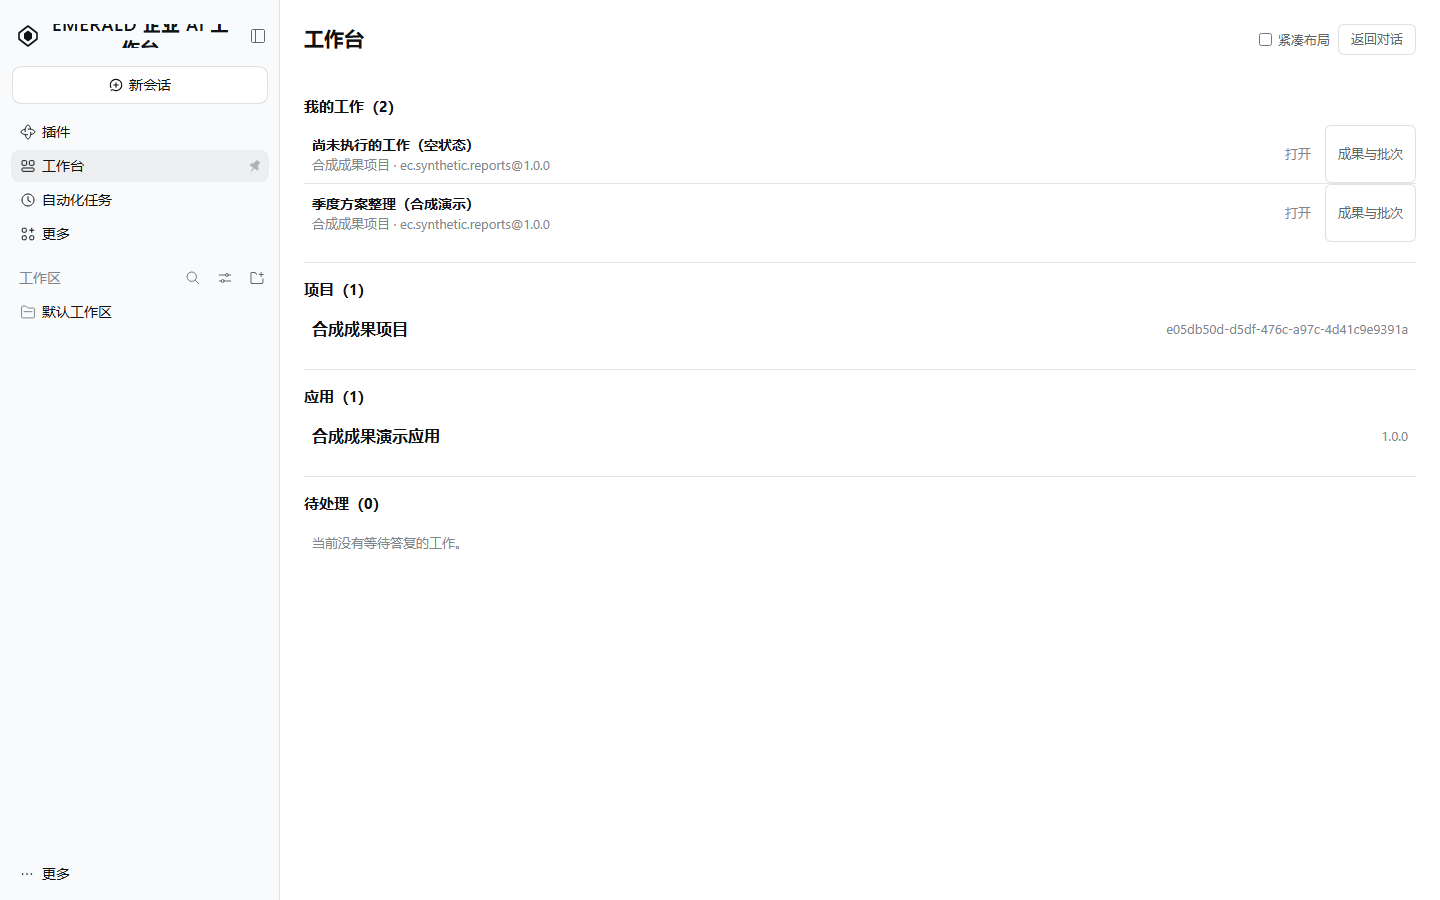 EMERALD 企业 AI 工
作台
新会话
插件
工作台
自动化任务
更多
工作区
默认工作区
更多
工作台
紧凑布局
返回对话
我的工作（2）
尚未执行的工作（空状态）
合成成果项目 · ec.synthetic.reports@1.0.0
打开
成果与批次
季度方案整理（合成演示）
合成成果项目 · ec.synthetic.reports@1.0.0
打开
成果与批次
项目（1）
合成成果项目
e05db50d-d5df-476c-a97c-4d41c9e9391a
应用（1）
合成成果演示应用
1.0.0
待处理（0）
当前没有等待答复的工作。